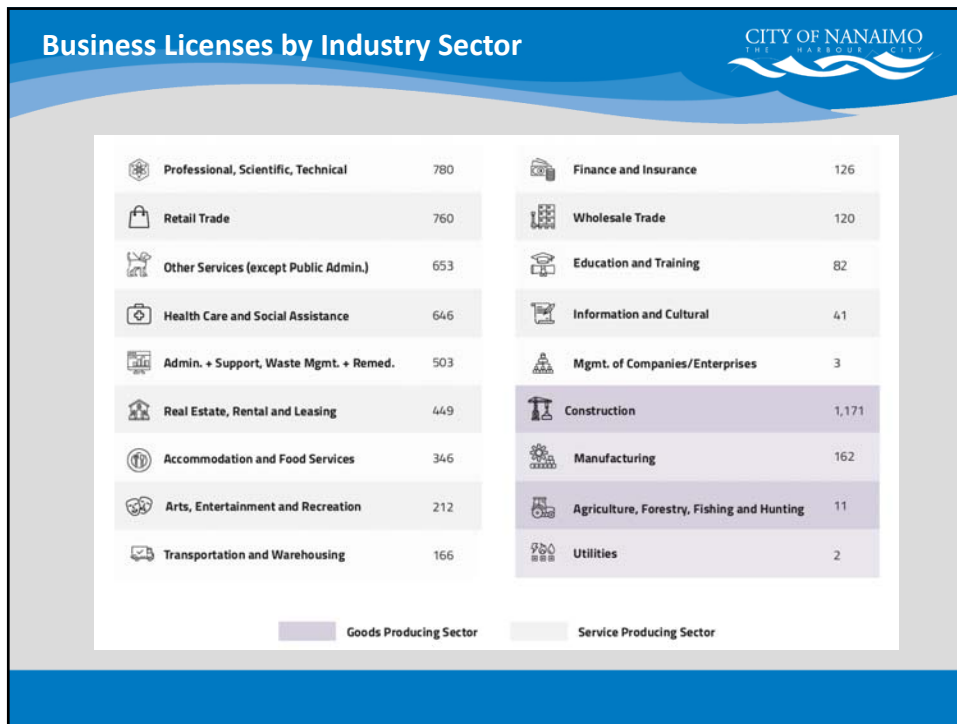 Business Licenses by Industry Sector
CITY OF NANAIMO
THE HARBOUR CITY
Professional, Scientific, Technical 780
Retail Trade 760
Other Services (except Public Admin.) 653
Health Care and Social Assistance 646
Admin. + Support, Waste Mgmt. + Remed. 503
Real Estate, Rental and Leasing 449
Accommodation and Food Services 346
Arts, Entertainment and Recreation 212
Transportation and Warehousing 166
Finance and Insurance 126
Wholesale Trade 120
Education and Training 82
Information and Cultural 41
Mgmt. of Companies/Enterprises 3
Construction 1,171
Manufacturing 162
Agriculture, Forestry, Fishing and Hunting 11
Utilities 2
Goods Producing Sector
Service Producing Sector